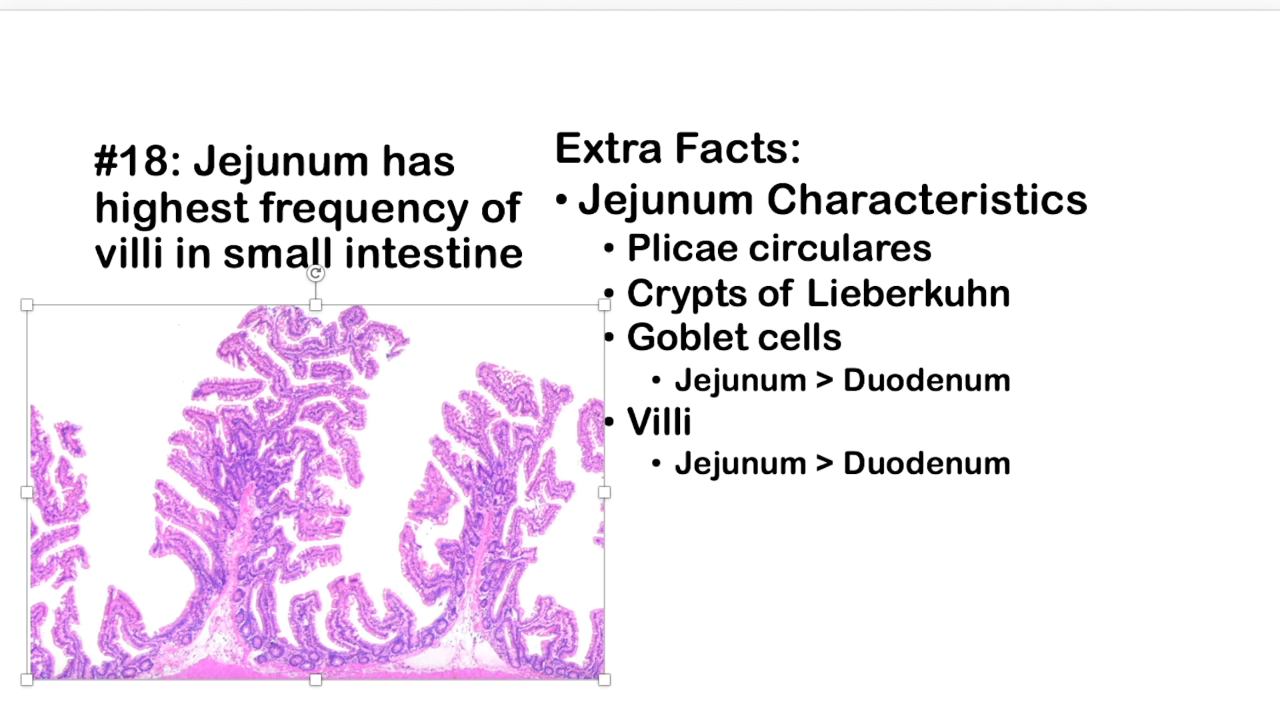 #18: Jejunum has
highest frequency of
villi in small intestine
Extra Facts:
• Jejunum Characteristics
• Plicae circulares
• Crypts of Lieberkuhn
• Goblet cells
• Jejunum > Duodenum
• Villi
• Jejunum > Duodenum